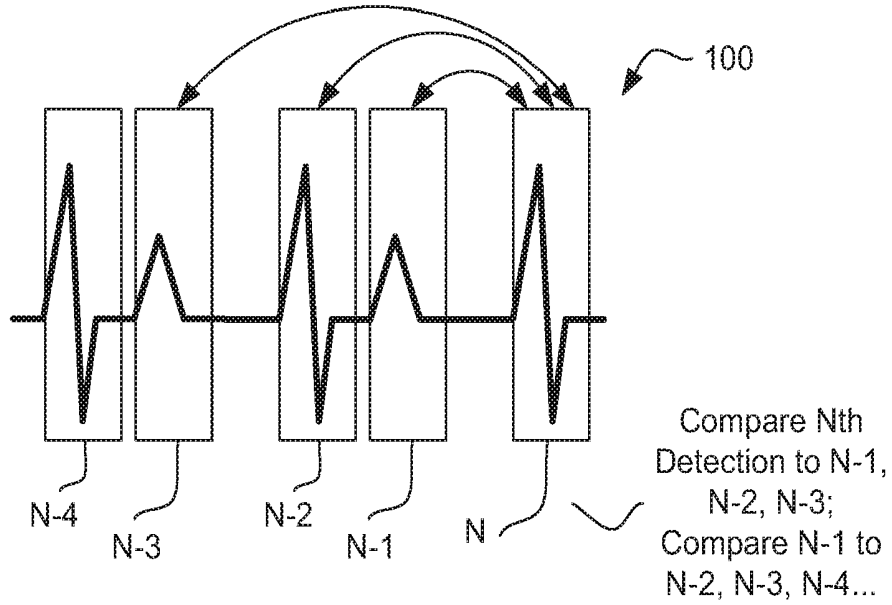 100
N-4
N-3
N-2
N-1
N
Compare Nth
Detection to N-1,
N-2, N-3;
Compare N-1 to
N-2, N-3, N-4...